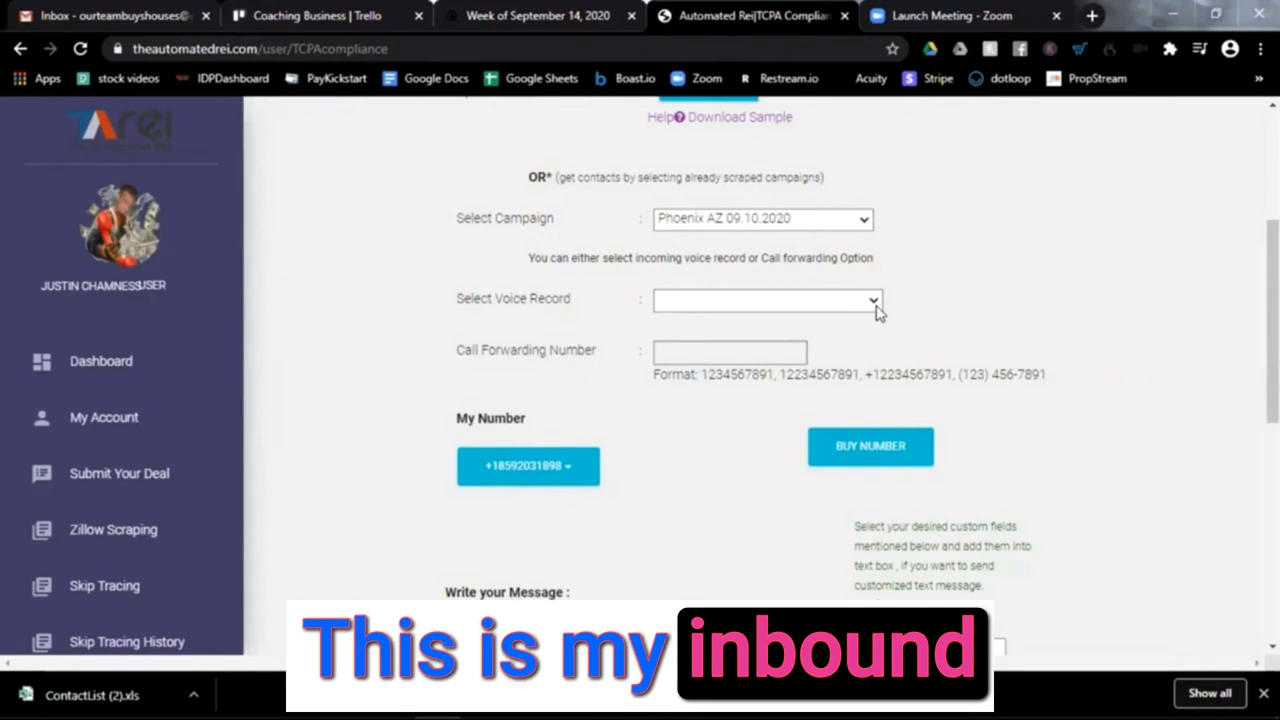 Inbox - ourteambuyshouses@
Coaching Business | Trello
Week of September 14, 2020
Automated Rei|TCPA Complian
Launch Meeting - Zoom
theautomatedrei.com/user/TCPAcompliance
Apps
stock videos
IDPDashboard
PayKickstart
Google Docs
Google Sheets
Boast.io
Zoom
Restream.io
Acuity
Stripe
dotloop
PropStream
»
Tarei
JUSTIN CHAMNESS
USER
Dashboard
My Account
Submit Your Deal
Zillow Scraping
Skip Tracing
Skip Tracing History
Help Download Sample
OR* (get contacts by selecting already scraped campaigns)
Select Campaign : Phoenix AZ 09.10.2020
You can either select incoming voice record or Call forwarding Option
Select Voice Record :
Call Forwarding Number :
Format: 1234567891, 12234567891, +12234567891, (123) 456-7891
My Number
+18592031898
BUY NUMBER
Select your desired custom fields
mentioned below and add them into
text box , if you want to send
customized text message.
Write your Message :
This is my inbound
ContactList (2).xls
Show all